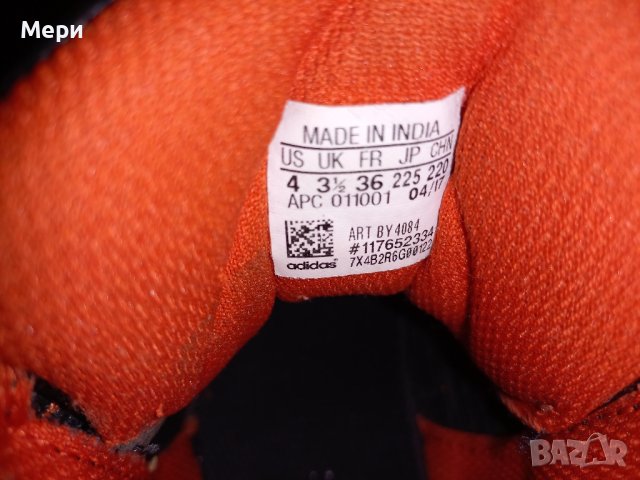 Мери
MADE IN INDIA
US UK FR JP CHN
4 3½ 36 225 220
APC 011001 04/17
ART BY4084
#117652334
7X4B2R6G00122
adidas
BAZAR